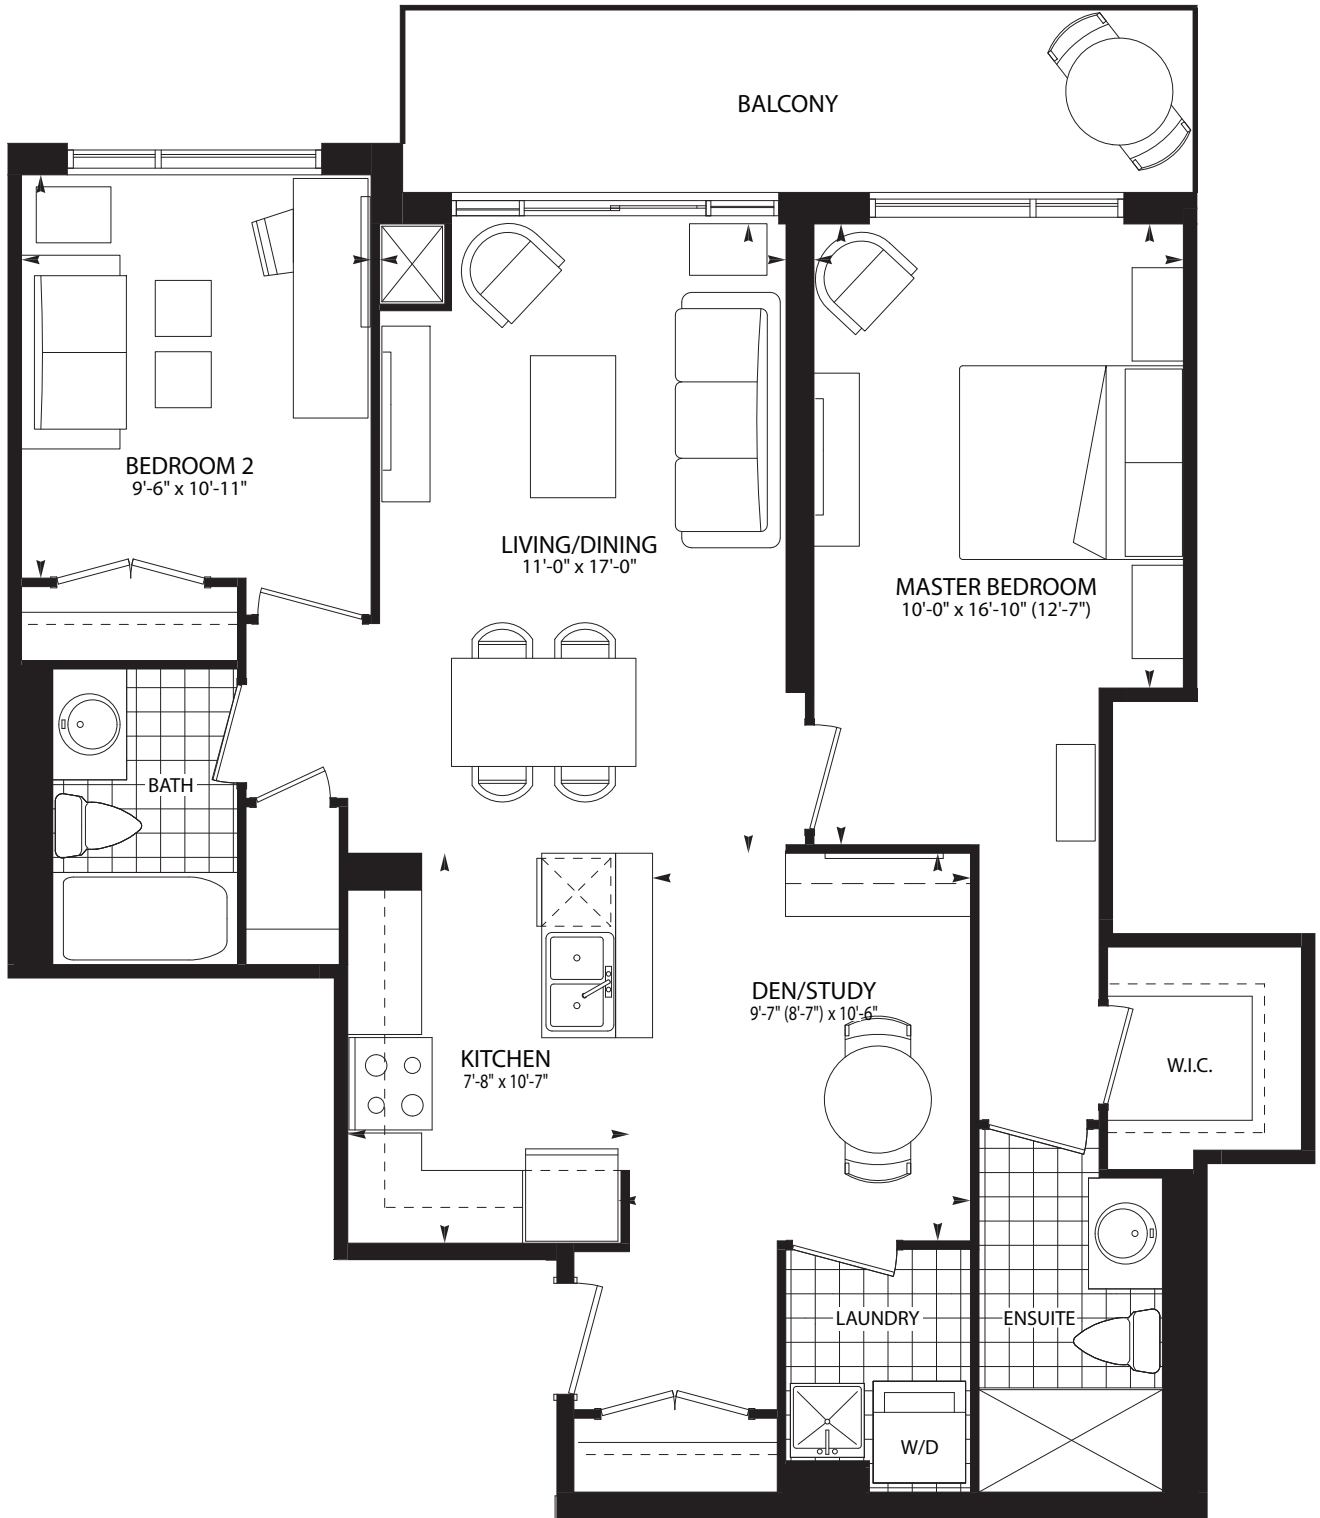 BALCONY
BEDROOM 2
9'-6" x 10'-11"
LIVING/DINING
11'-0" x 17'-0"
MASTER BEDROOM
10'-0" x 16'-10" (12'-7")
BATH
DEN/STUDY
9'-7" (8'-7") x 10'-6"
KITCHEN
7'-8" x 10'-7"
W.I.C.
LAUNDRY
ENSUITE
W/D